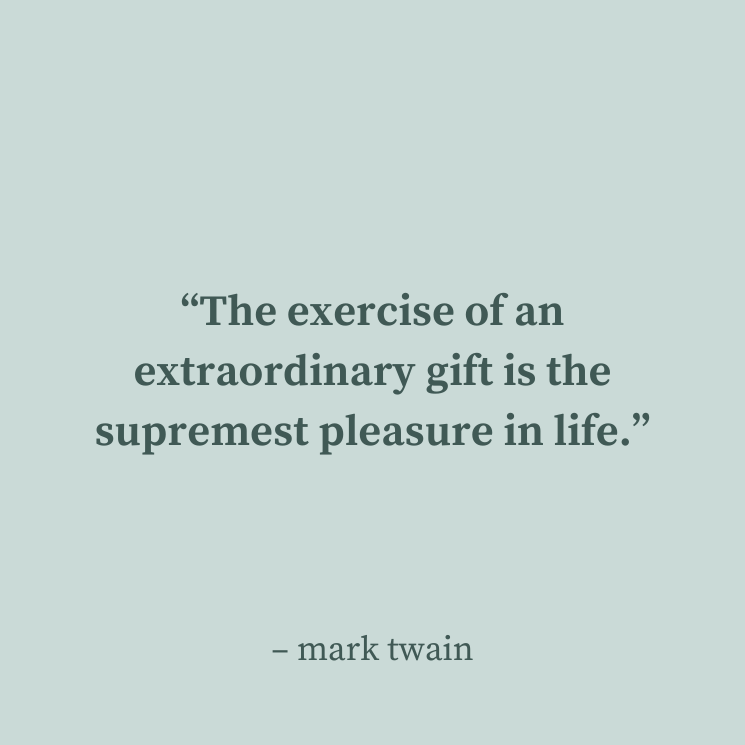 “The exercise of an
extraordinary gift is the
supremest pleasure in life.”
– mark twain